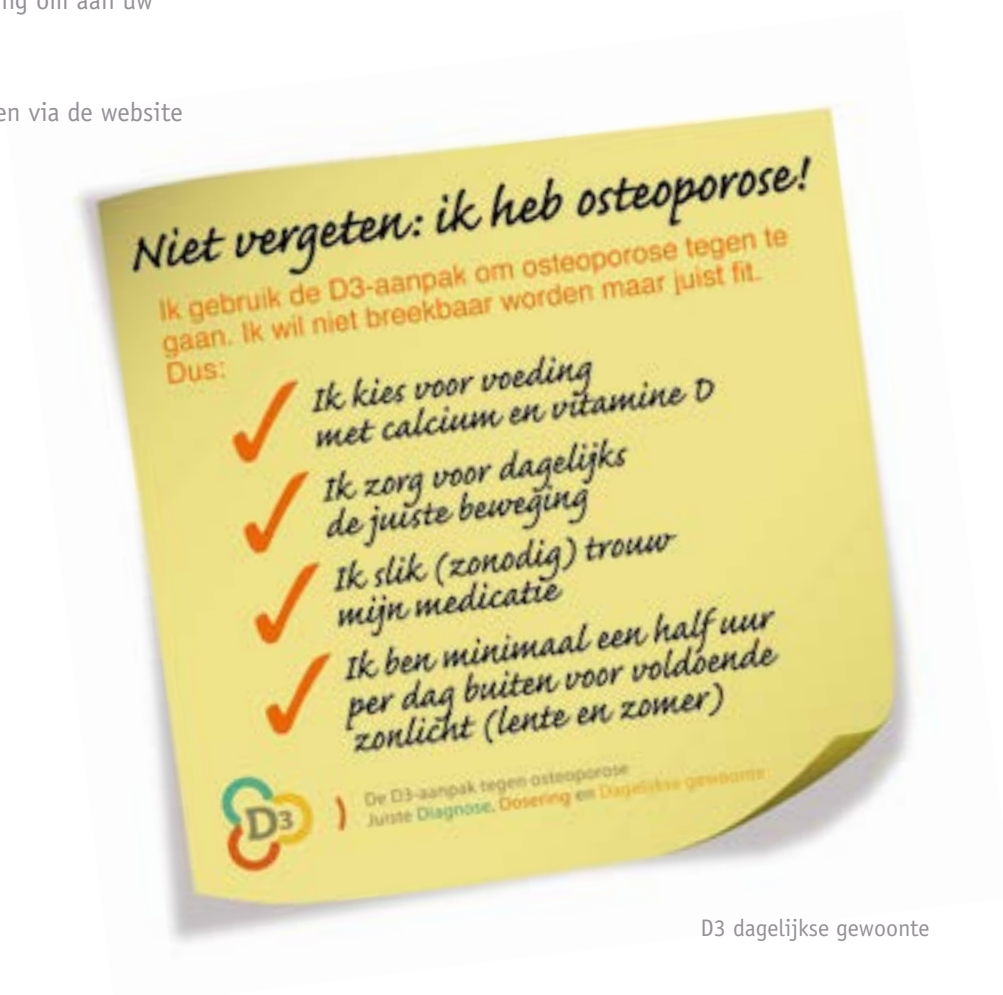 ng om aan uw
en via de website
Niet vergeten: ik heb osteoporose!
Ik gebruik de D3-aanpak om osteoporose tegen te
gaan. Ik wil niet breekbaar worden maar juist fit.
Dus:
Ik kies voor voeding
met calcium en vitamine D
Ik zorg voor dagelijks
de juiste beweging
Ik slik (zonodig) trouw
mijn medicatie
Ik ben minimaal een half uur
per dag buiten voor voldoende
zonlicht (lente en zomer)
D3
De D3-aanpak tegen osteoporose
Juiste Diagnose, Dosering en Dagelijkse gewoonte
D3 dagelijkse gewoonte